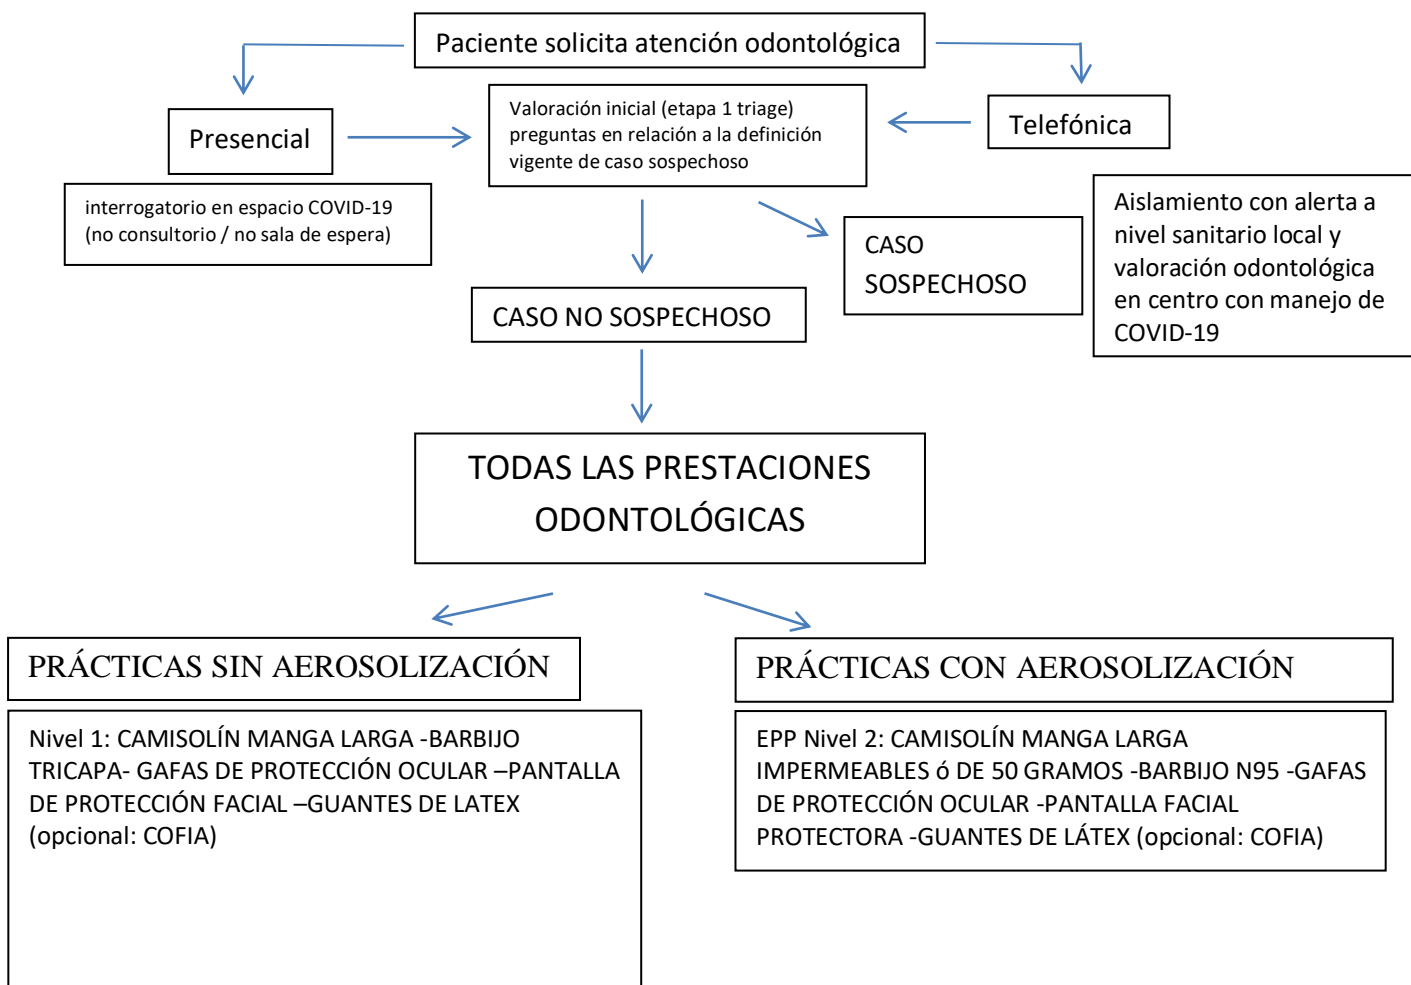 Paciente solicita atención odontológica
Presencial
Valoración inicial (etapa 1 triage)
preguntas en relación a la definición
vigente de caso sospechoso
Telefónica
interrogatorio en espacio COVID-19
(no consultorio / no sala de espera)
CASO
SOSPECHOSO
Aislamiento con alerta a
nivel sanitario local y
valoración odontológica
en centro con manejo de
COVID-19
CASO NO SOSPECHOSO
TODAS LAS PRESTACIONES
ODONTOLÓGICAS
PRÁCTICAS SIN AEROSOLIZACIÓN
Nivel 1: CAMISOLÍN MANGA LARGA -BARBIJO
TRICAPA- GAFAS DE PROTECCIÓN OCULAR –PANTALLA
DE PROTECCIÓN FACIAL –GUANTES DE LATEX
(opcional: COFIA)
PRÁCTICAS CON AEROSOLIZACIÓN
EPP Nivel 2: CAMISOLÍN MANGA LARGA
IMPERMEABLES ó DE 50 GRAMOS -BARBIJO N95 -GAFAS
DE PROTECCIÓN OCULAR -PANTALLA FACIAL
PROTECTORA -GUANTES DE LÁTEX (opcional: COFIA)